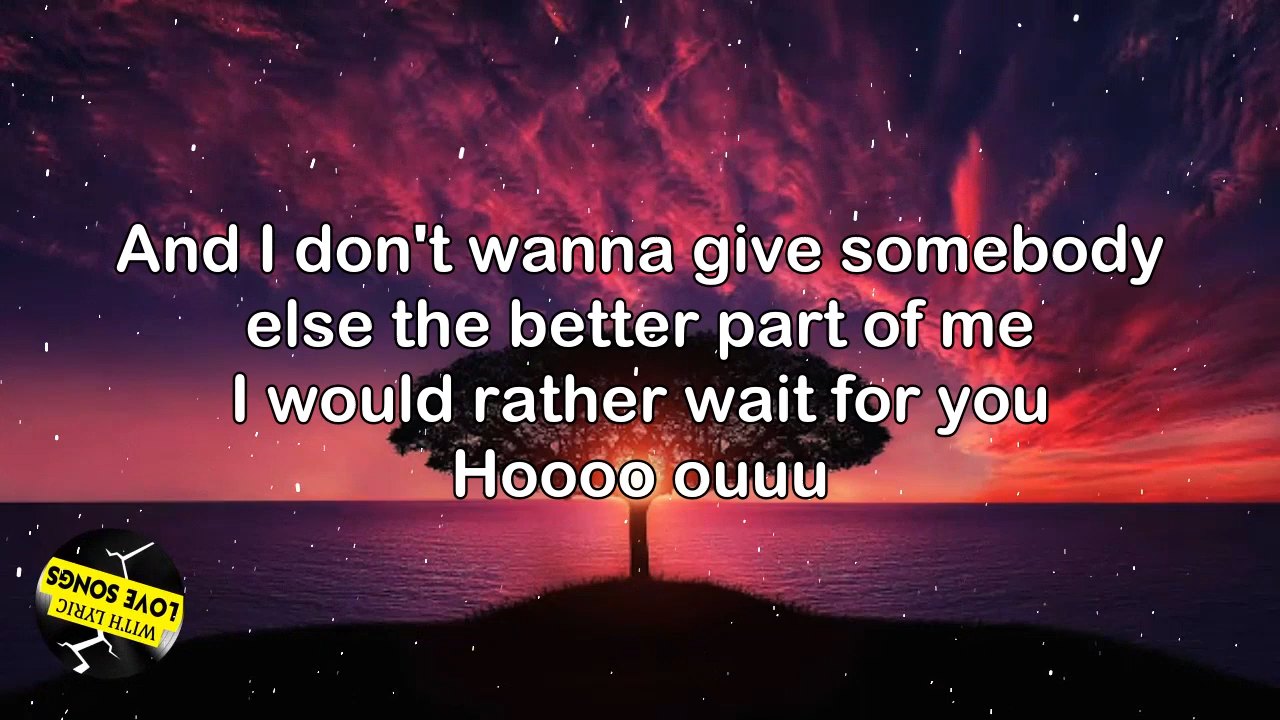 And I don't wanna give somebody
else the better part of me
I would rather wait for you
Hoooo ouuu
LOVE SONGS
WITH LYRIC